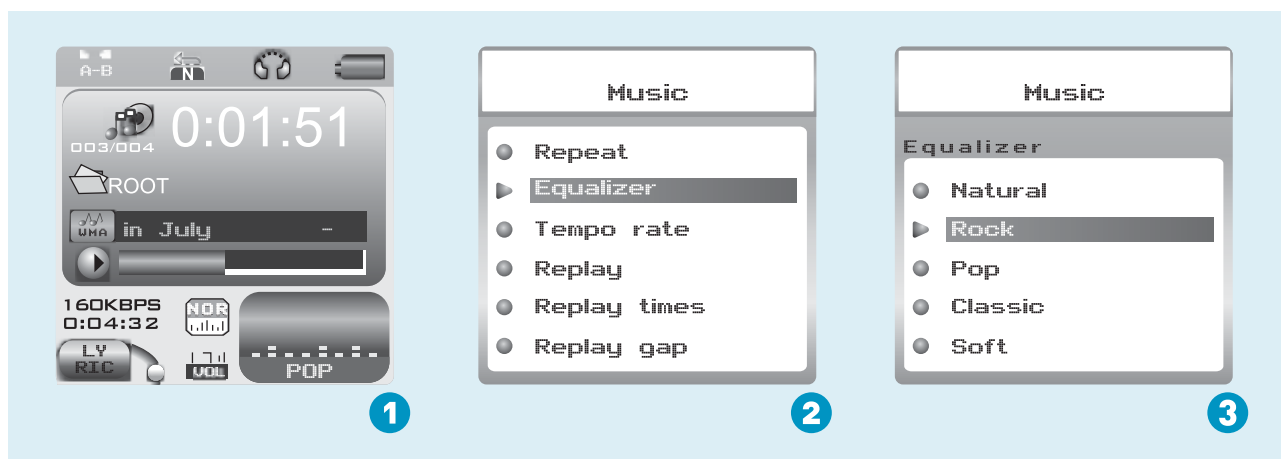 A-B
N
0:01:51
003/004
ROOT
WMA in July -
160KBPS
0:04:32
NOR
LY
RIC
VOL
POP
1
Music
Repeat
Equalizer
Tempo rate
Replay
Replay times
Replay gap
2
Music
Equalizer
Natural
Rock
Pop
Classic
Soft
3